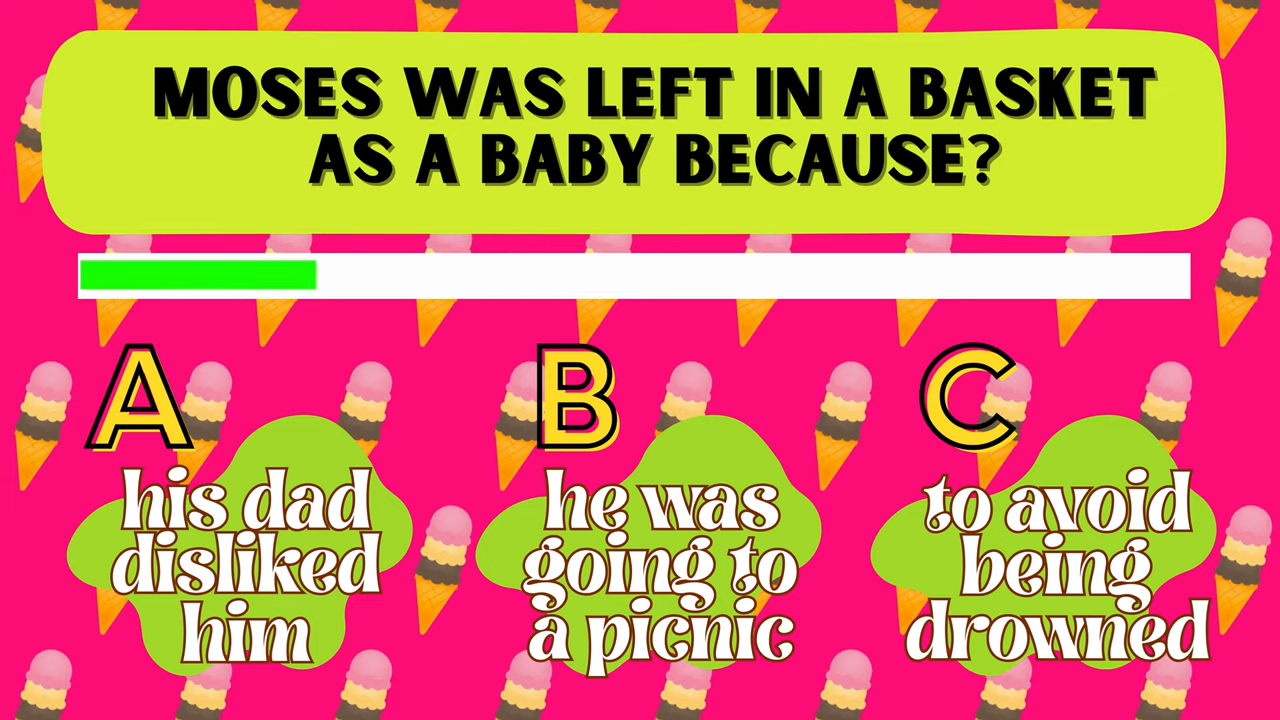 MOSES WAS LEFT IN A BASKET
AS A BABY BECAUSE?
A
his dad
disliked
him
B
he was
going to
a picnic
C
to avoid
being
drowned